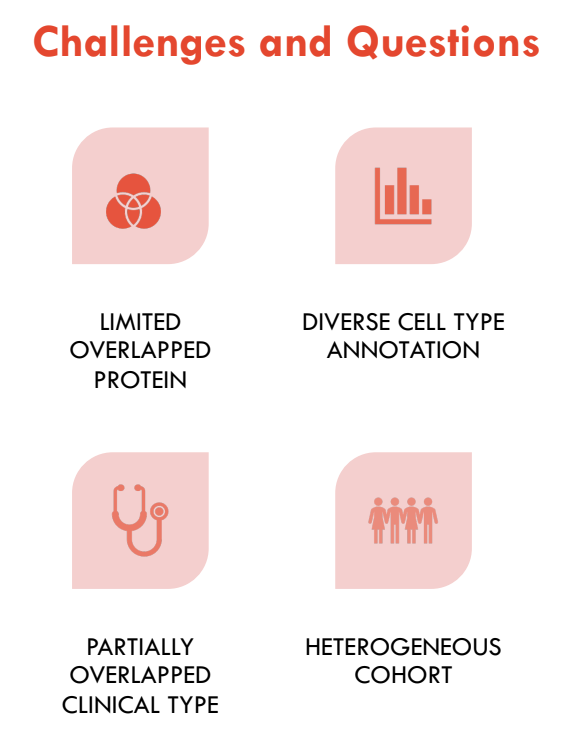 Challenges and Questions
LIMITED
OVERLAPPED
PROTEIN
DIVERSE CELL TYPE
ANNOTATION
PARTIALLY
OVERLAPPED
CLINICAL TYPE
HETEROGENEOUS
COHORT